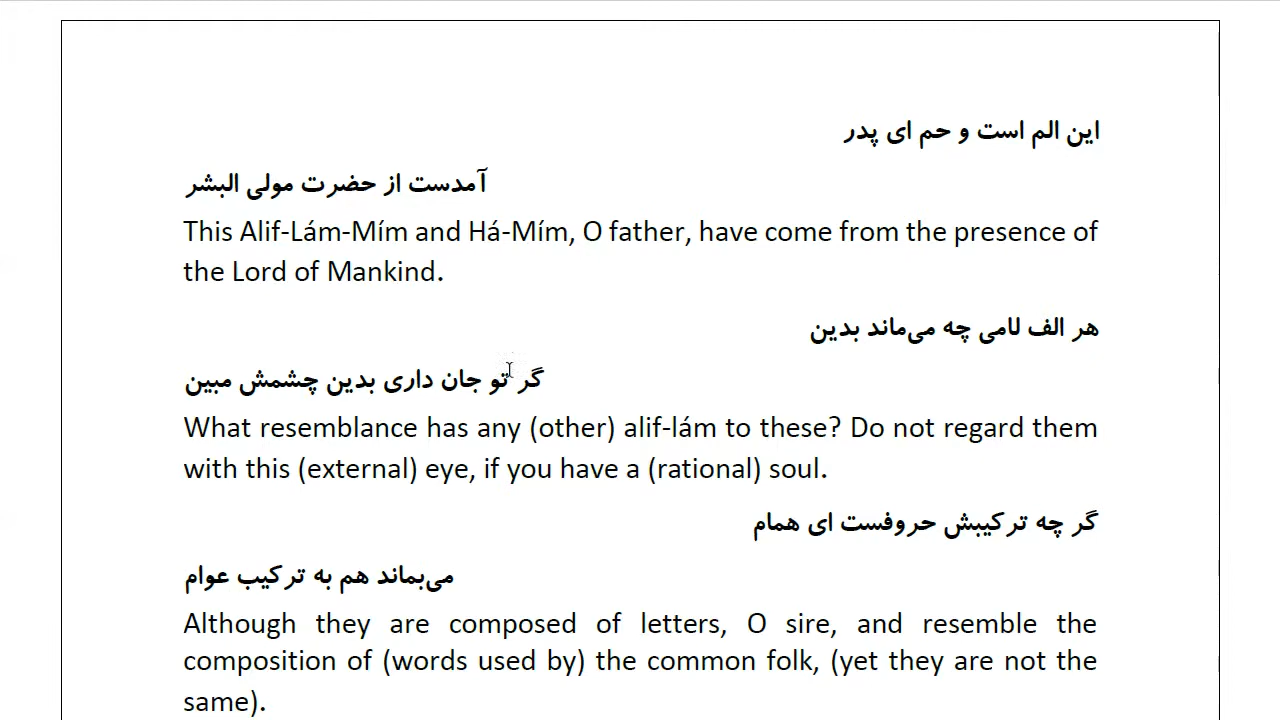 این الم است و حم ای پدر
آمدست از حضرت مولی البشر
This Alif-Lám-Mím and Há-Mím, O father, have come from the presence of
the Lord of Mankind.
هر الف لامی چه می‌ماند بدین
گر تو جان داری بدین چشمش مبین
What resemblance has any (other) alif-lám to these? Do not regard them
with this (external) eye, if you have a (rational) soul.
گر چه ترکیبش حروفست ای همام
می‌بماند هم به ترکیب عوام
Although they are composed of letters, O sire, and resemble the
composition of (words used by) the common folk, (yet they are not the
same).